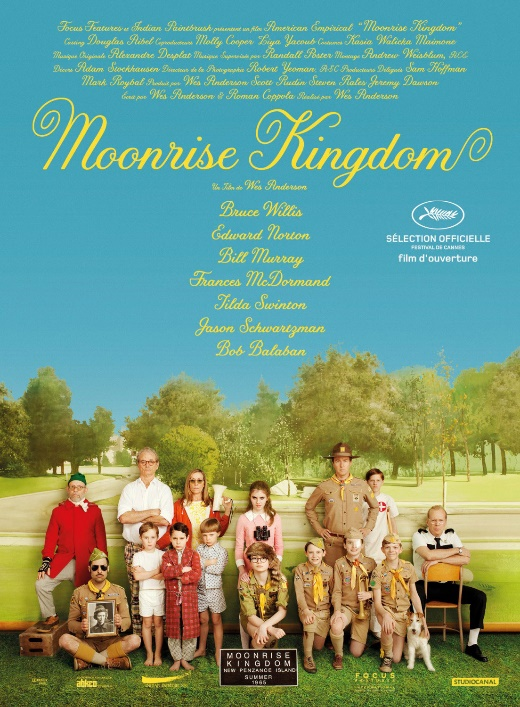 Focus Features et Indian Paintbrush présentent un film American Empirical "Moonrise Kingdom"
Casting Douglas Aibel Coproducteurs Molly Cooper Lila Yacoub Costumes Kasia Walicka Maimone
Musique Originale Alexandre Desplat Musique Supervisée par Randall Poster Montage Andrew Weisblum, A.C.E.
Décors Adam Stockhausen Directeur de la Photographie Robert Yeoman A.S.C. Producteurs Délégués Sam Hoffman
Mark Roybal Produit par Wes Anderson Scott Rudin Steven Rales Jeremy Dawson
Écrit par Wes Anderson & Roman Coppola Réalisé par Wes Anderson
Moonrise Kingdom
Un Film de Wes Anderson
Bruce Willis
Edward Norton
Bill Murray
Frances McDormand
Tilda Swinton
Jason Schwartzman
Bob Balaban
SÉLECTION OFFICIELLE
FESTIVAL DE CANNES
film d'ouverture
MOONRISE
KINGDOM
NEW PENZANCE ISLAND
SUMMER
1965
abkco
FOCUS
STUDIOCANAL